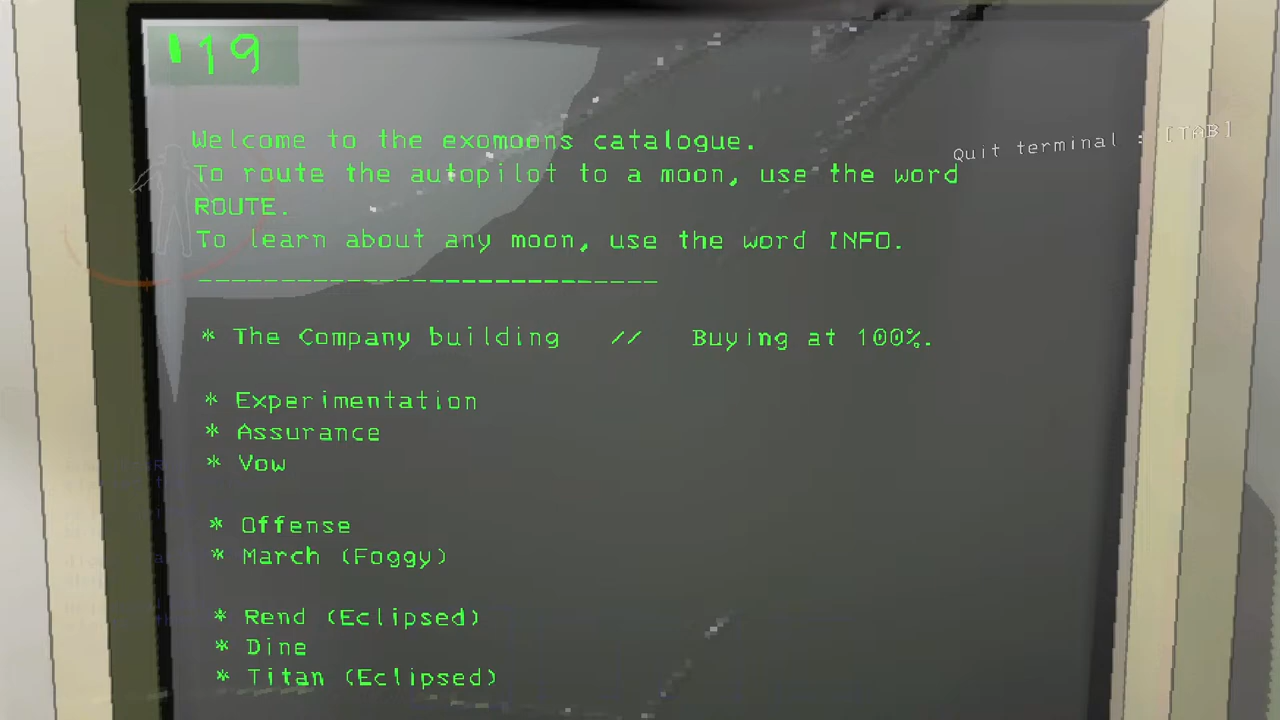 ▮19
Welcome to the exomoons catalogue.
Quit terminal : [TAB]
To route the autopilot to a moon, use the word
ROUTE.
To learn about any moon, use the word INFO.
----------------------------
* The Company building // Buying at 100%.
* Experimentation
* Assurance
* Vow
* Offense
* March (Foggy)
* Rend (Eclipsed)
* Dine
* Titan (Eclipsed)